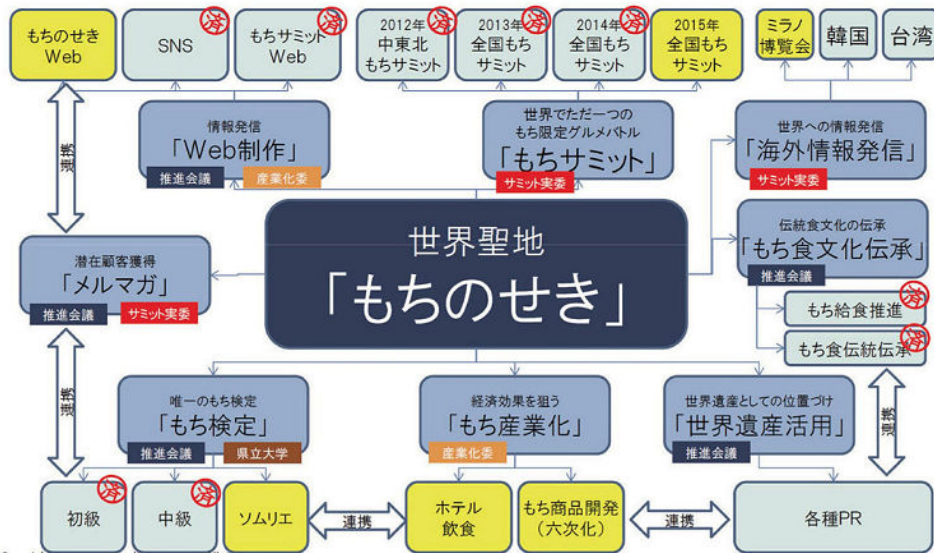 もちのせき
Web
済
SNS
済
もちサミット
Web
済
2012年
中東北
もちサミット
済
2013年
全国もち
サミット
済
2014年
全国もち
サミット
2015年
全国もち
サミット
ミラノ
博覧会
韓国
台湾
連携
情報発信
「Web制作」
推進会議
産業化委
世界でただ一つの
もち限定グルメバトル
「もちサミット」
サミット実委
世界への情報発信
「海外情報発信」
サミット実委
世界聖地
「もちのせき」
潜在顧客獲得
「メルマガ」
推進会議
サミット実委
伝統食文化の伝承
「もち食文化伝承」
推進会議
済
もち給食推進
済
もち食伝統伝承
連携
唯一のもち検定
「もち検定」
推進会議
県立大学
経済効果を狙う
「もち産業化」
産業化委
世界遺産としての位置づけ
「世界遺産活用」
推進会議
連携
済
初級
済
中級
ソムリエ
連携
ホテル
飲食
もち商品開発
(六次化)
連携
各種PR